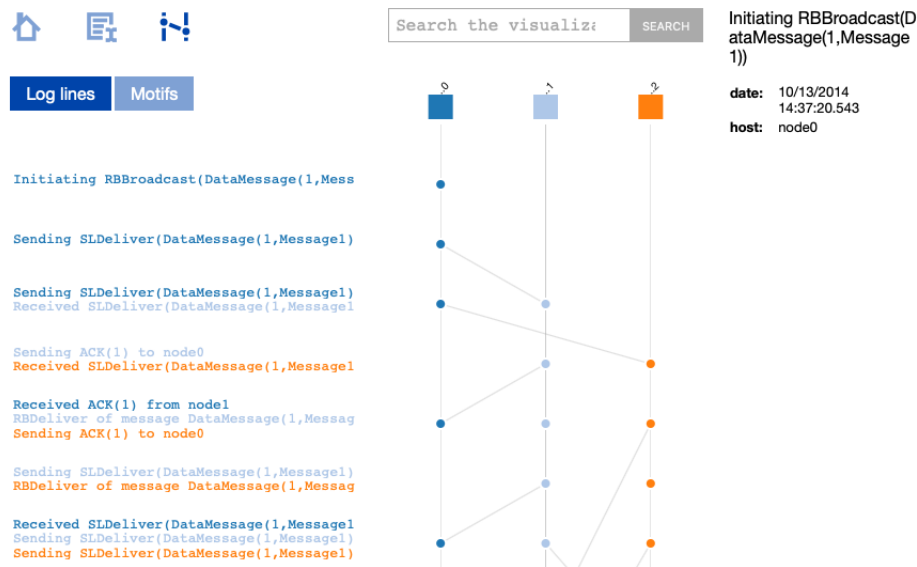 Search the visualiza
SEARCH
Initiating RBBroadcast(D
ataMessage(1,Message
1))
date: 10/13/2014
14:37:20.543
host: node0
Log lines
Motifs
..0
..1
..2
Initiating RBBroadcast(DataMessage(1,Mess
Sending SLDeliver(DataMessage(1,Message1)
Sending SLDeliver(DataMessage(1,Message1)
Received SLDeliver(DataMessage(1,Message1
Sending ACK(1) to node0
Received SLDeliver(DataMessage(1,Message1
Received ACK(1) from node1
RBDeliver of message DataMessage(1,Messag
Sending ACK(1) to node0
Sending SLDeliver(DataMessage(1,Message1)
RBDeliver of message DataMessage(1,Messag
Received SLDeliver(DataMessage(1,Message1
Sending SLDeliver(DataMessage(1,Message1)
Sending SLDeliver(DataMessage(1,Message1)